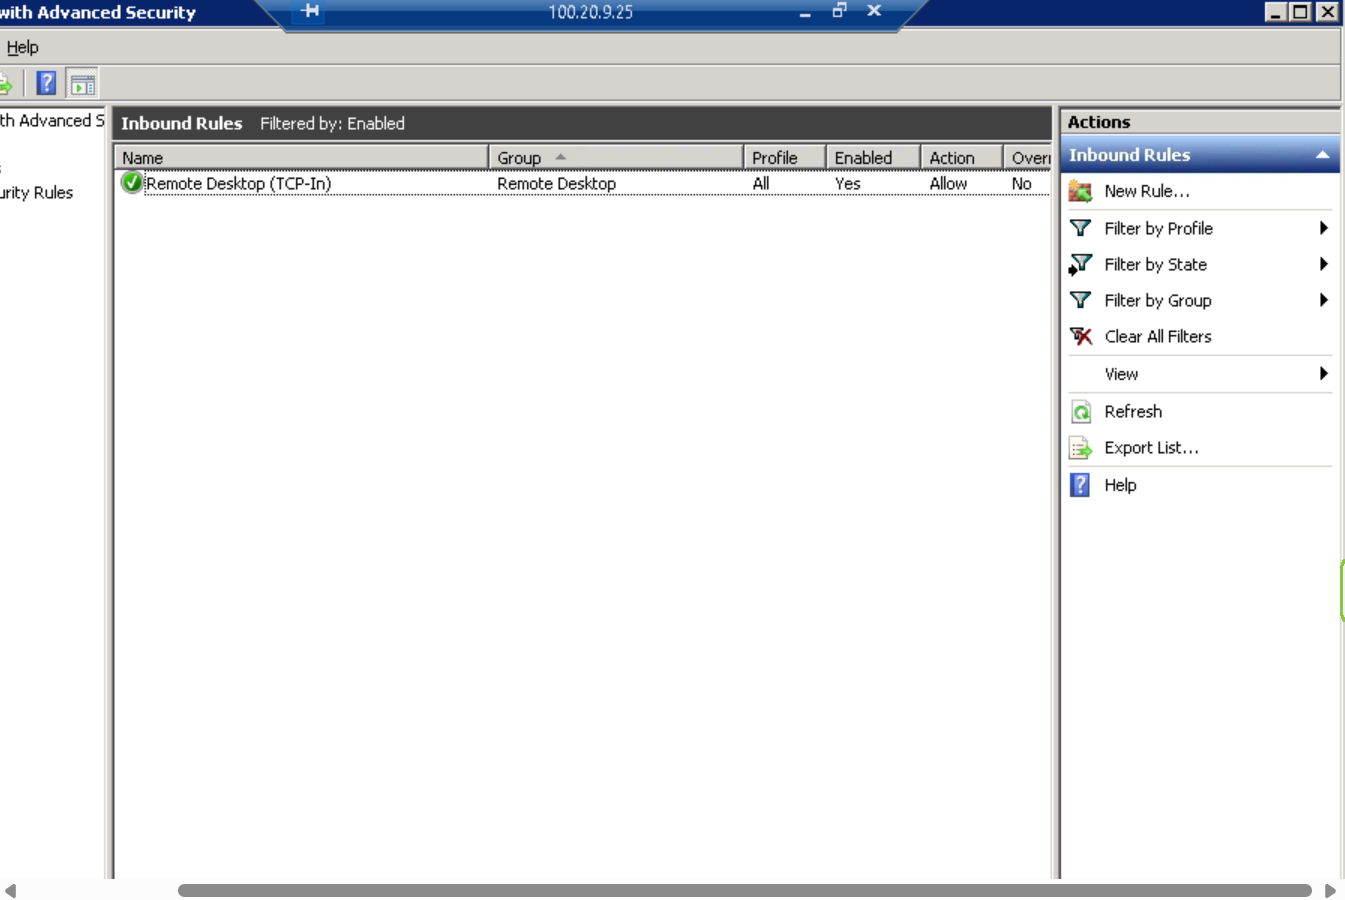 with Advanced Security
100.20.9.25
Help
th Advanced S
urity Rules
Inbound Rules Filtered by: Enabled
Name Group Profile Enabled Action Overr
Remote Desktop (TCP-In) Remote Desktop All Yes Allow No
Actions
Inbound Rules
New Rule...
Filter by Profile
Filter by State
Filter by Group
Clear All Filters
View
Refresh
Export List...
Help